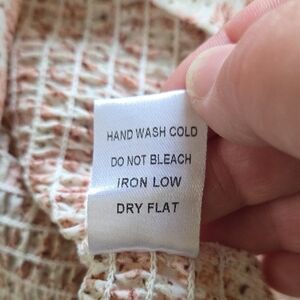 HAND WASH COLD
DO NOT BLEACH
IRON LOW
DRY FLAT